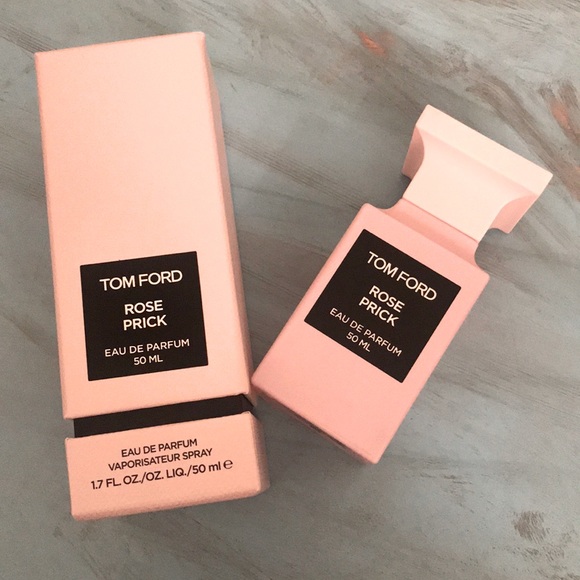 TOM FORD
ROSE
PRICK
EAU DE PARFUM
50 ML
EAU DE PARFUM
VAPORISATEUR SPRAY
1.7 FL. OZ./OZ. LIQ./50 ml ℮
TOM FORD
ROSE
PRICK
EAU DE PARFUM
50 ML